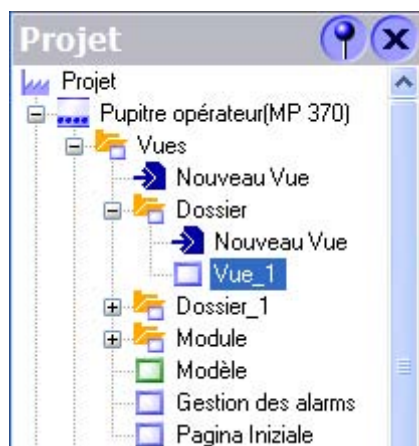 Projet
Projet
Pupitre opérateur(MP 370)
Vues
Nouveau Vue
Dossier
Nouveau Vue
Vue_1
Dossier_1
Module
Modèle
Gestion des alarms
Pagina Iniziale